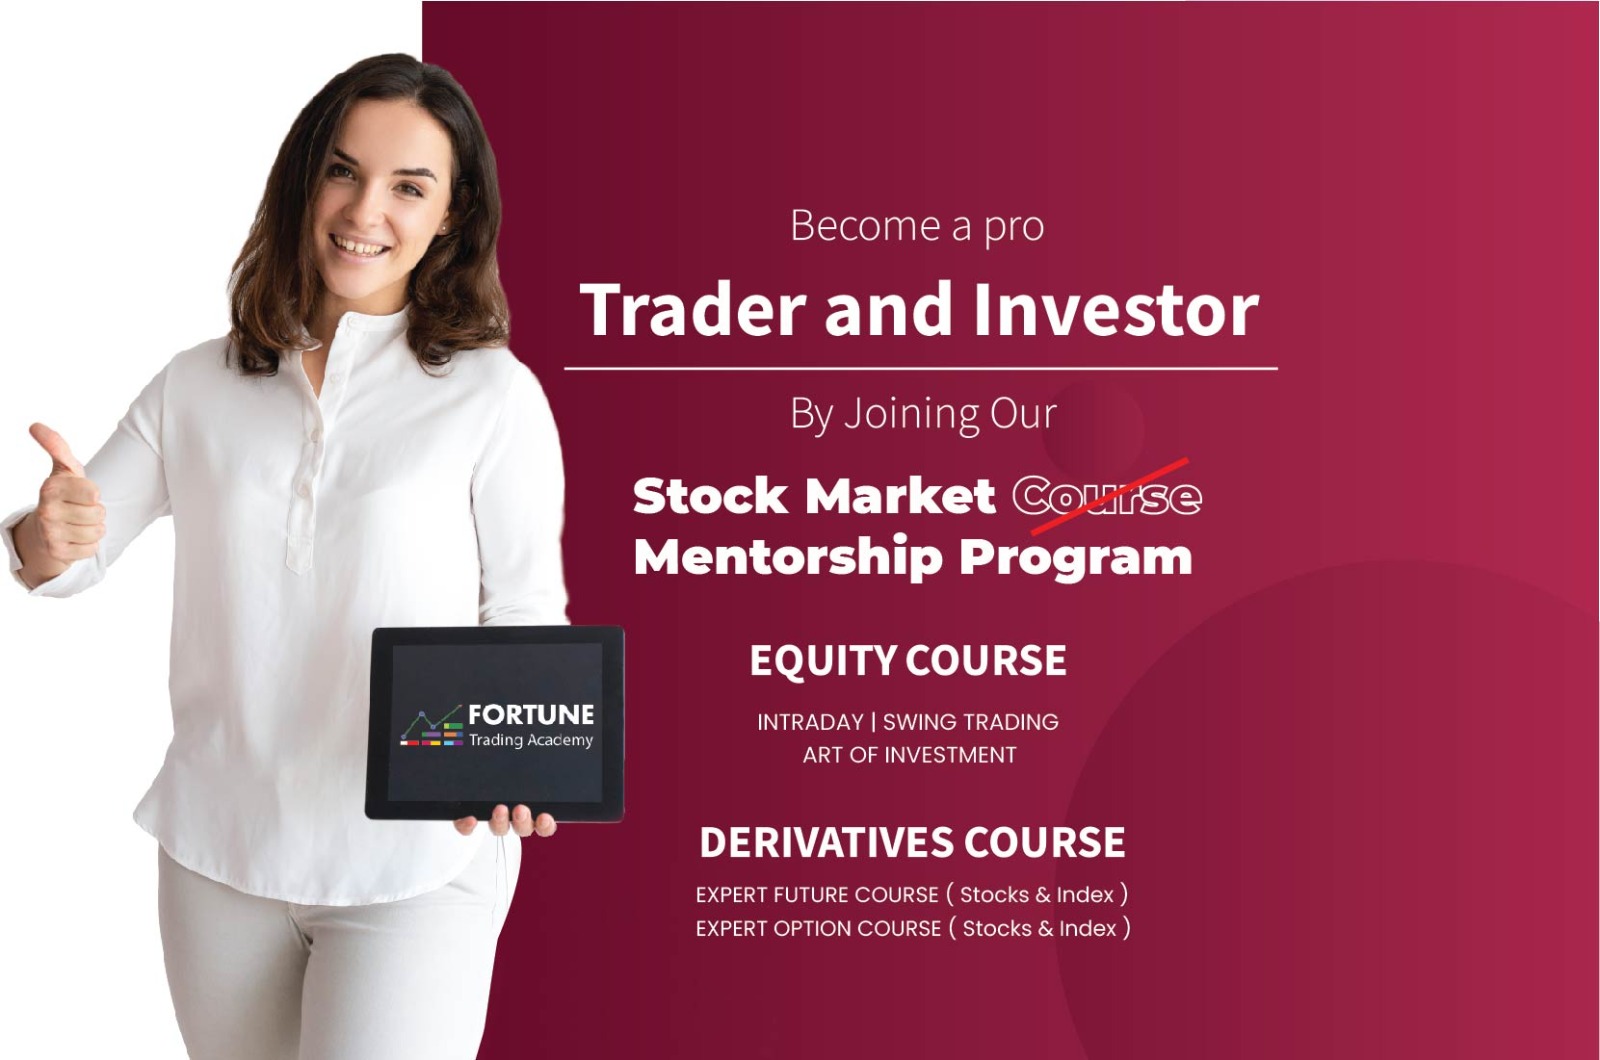 Become a pro
Trader and Investor
By Joining Our
Stock Market Course
Mentorship Program
EQUITY COURSE
INTRADAY | SWING TRADING
ART OF INVESTMENT
DERIVATIVES COURSE
EXPERT FUTURE COURSE ( Stocks & Index )
EXPERT OPTION COURSE ( Stocks & Index )
FORTUNE
Trading Academy